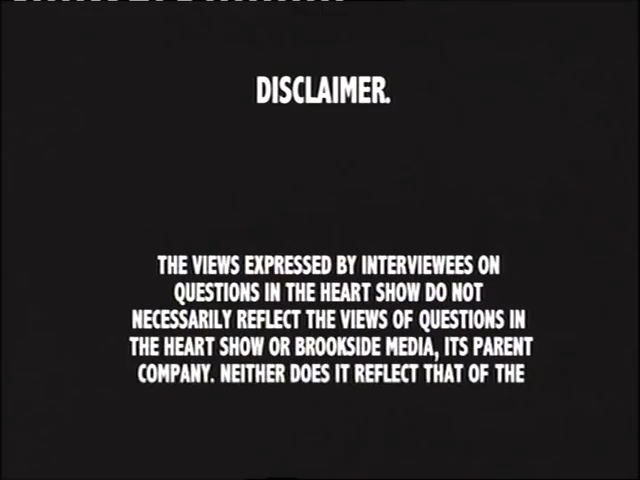 DISCLAIMER.
THE VIEWS EXPRESSED BY INTERVIEWEES ON
QUESTIONS IN THE HEART SHOW DO NOT
NECESSARILY REFLECT THE VIEWS OF QUESTIONS IN
THE HEART SHOW OR BROOKSIDE MEDIA, ITS PARENT
COMPANY. NEITHER DOES IT REFLECT THAT OF THE